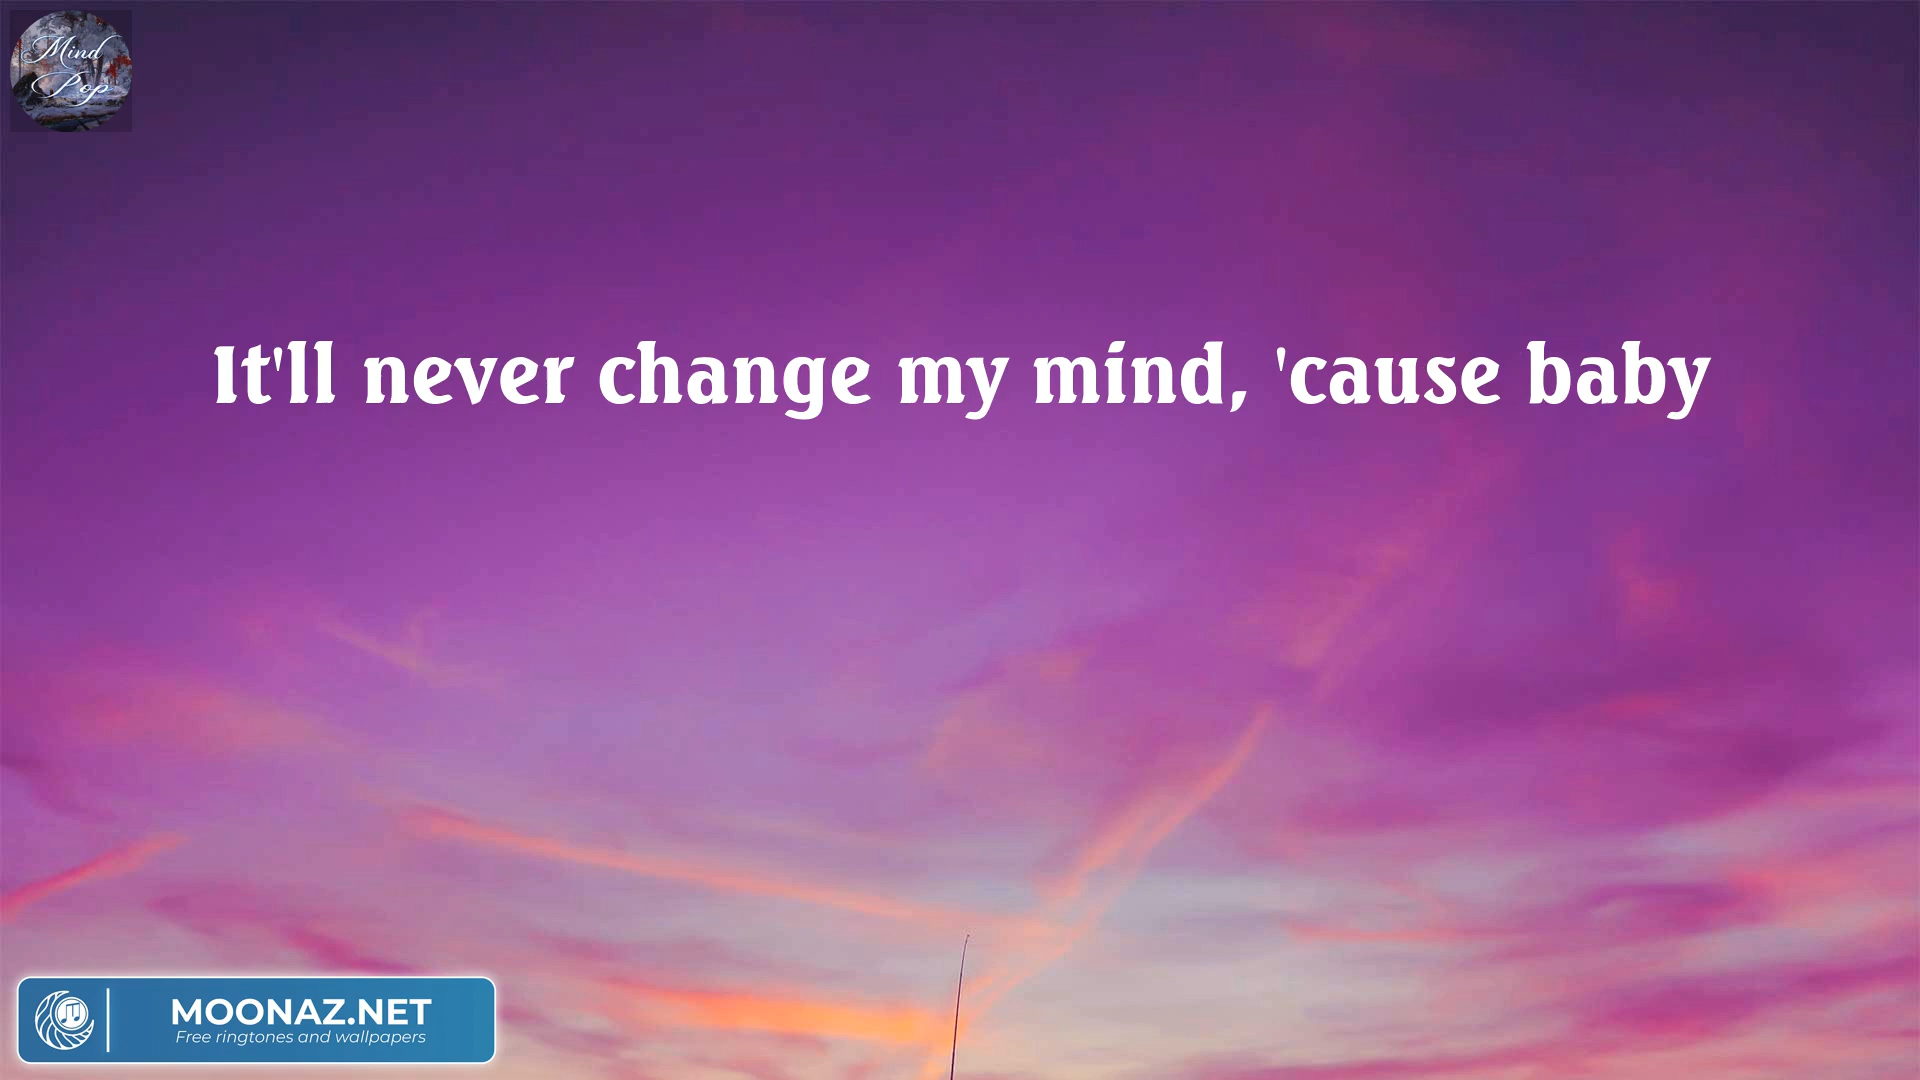 Mind
Pop
It'll never change my mind, 'cause baby
MOONAZ.NET
Free ringtones and wallpapers